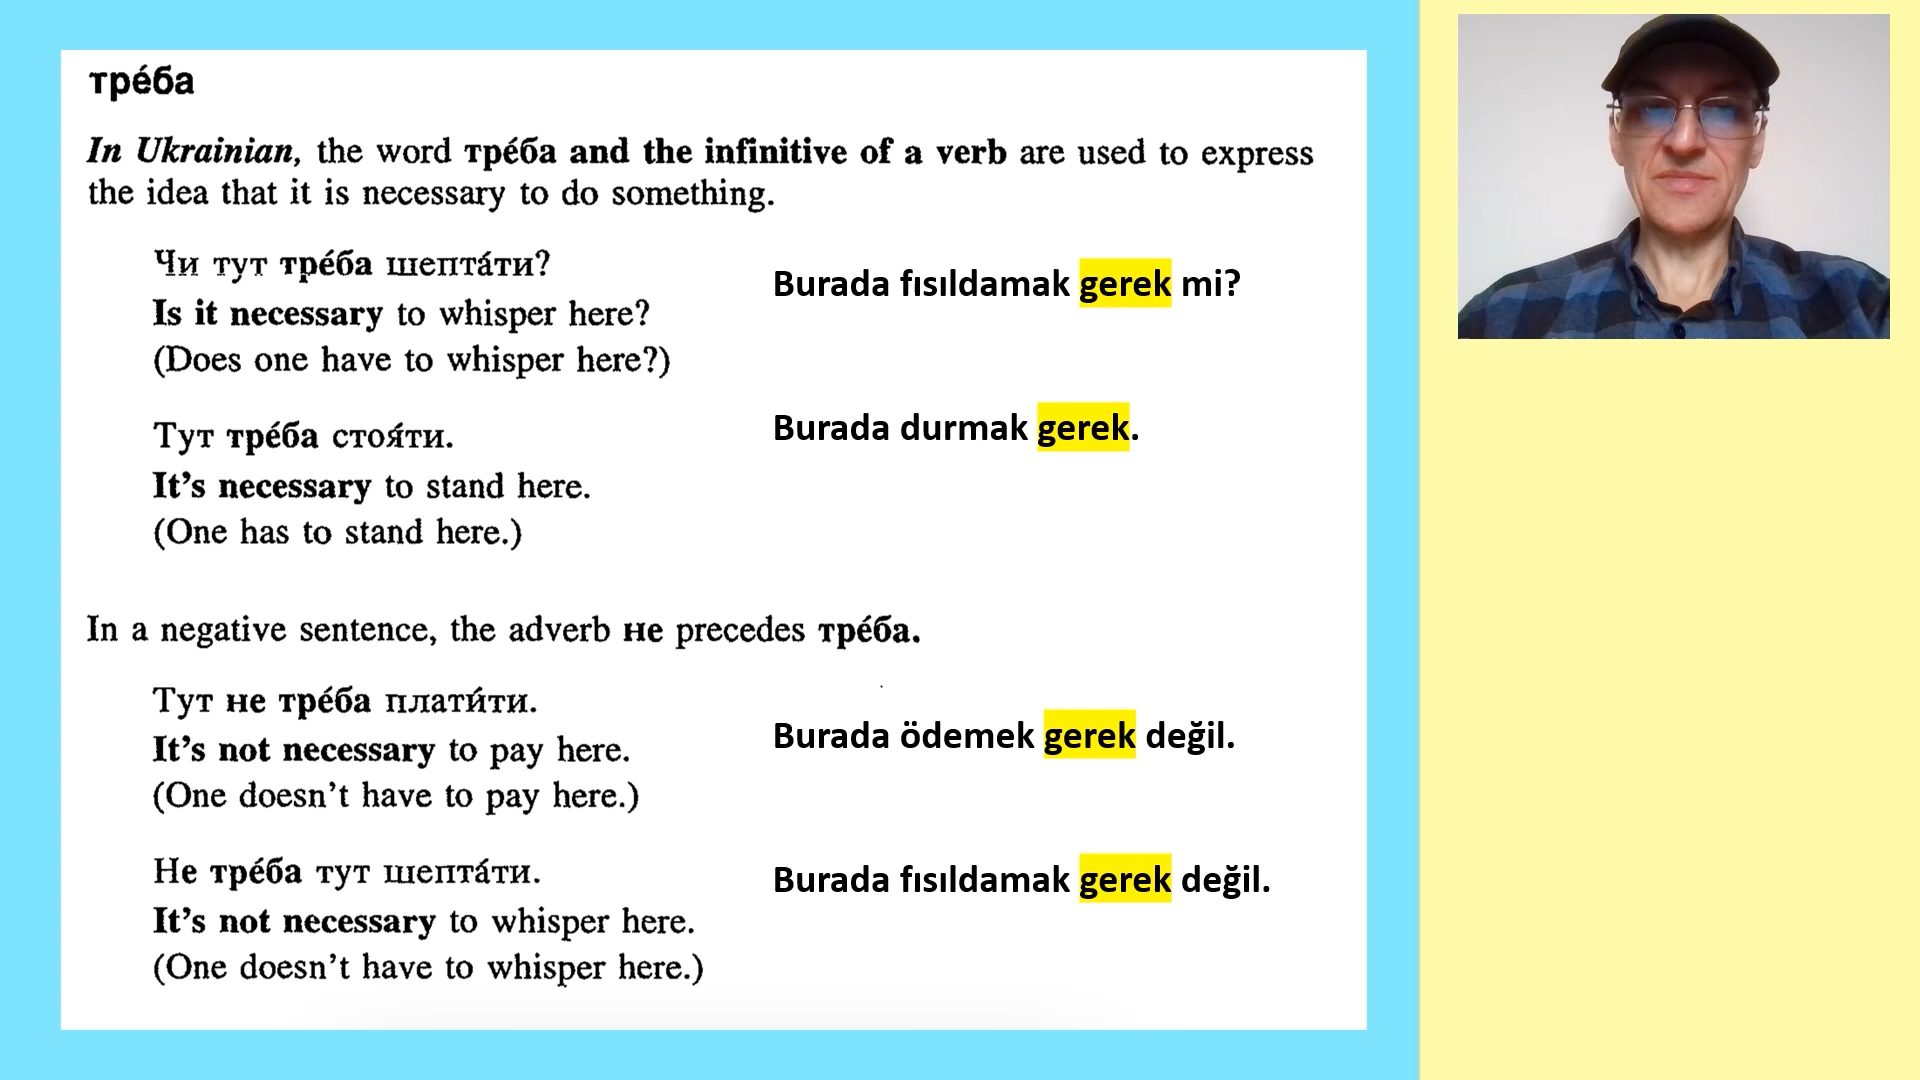 тре́ба
In Ukrainian, the word тре́ба and the infinitive of a verb are used to express
the idea that it is necessary to do something.
Чи тут тре́ба шепта́ти?
Is it necessary to whisper here?
(Does one have to whisper here?)
Burada fısıldamak gerek mi?
Тут тре́ба стоя́ти.
It's necessary to stand here.
(One has to stand here.)
Burada durmak gerek.
In a negative sentence, the adverb не precedes тре́ба.
Тут не тре́ба плати́ти.
It's not necessary to pay here.
(One doesn't have to pay here.)
Burada ödemek gerek değil.
Не тре́ба тут шепта́ти.
It's not necessary to whisper here.
(One doesn't have to whisper here.)
Burada fısıldamak gerek değil.